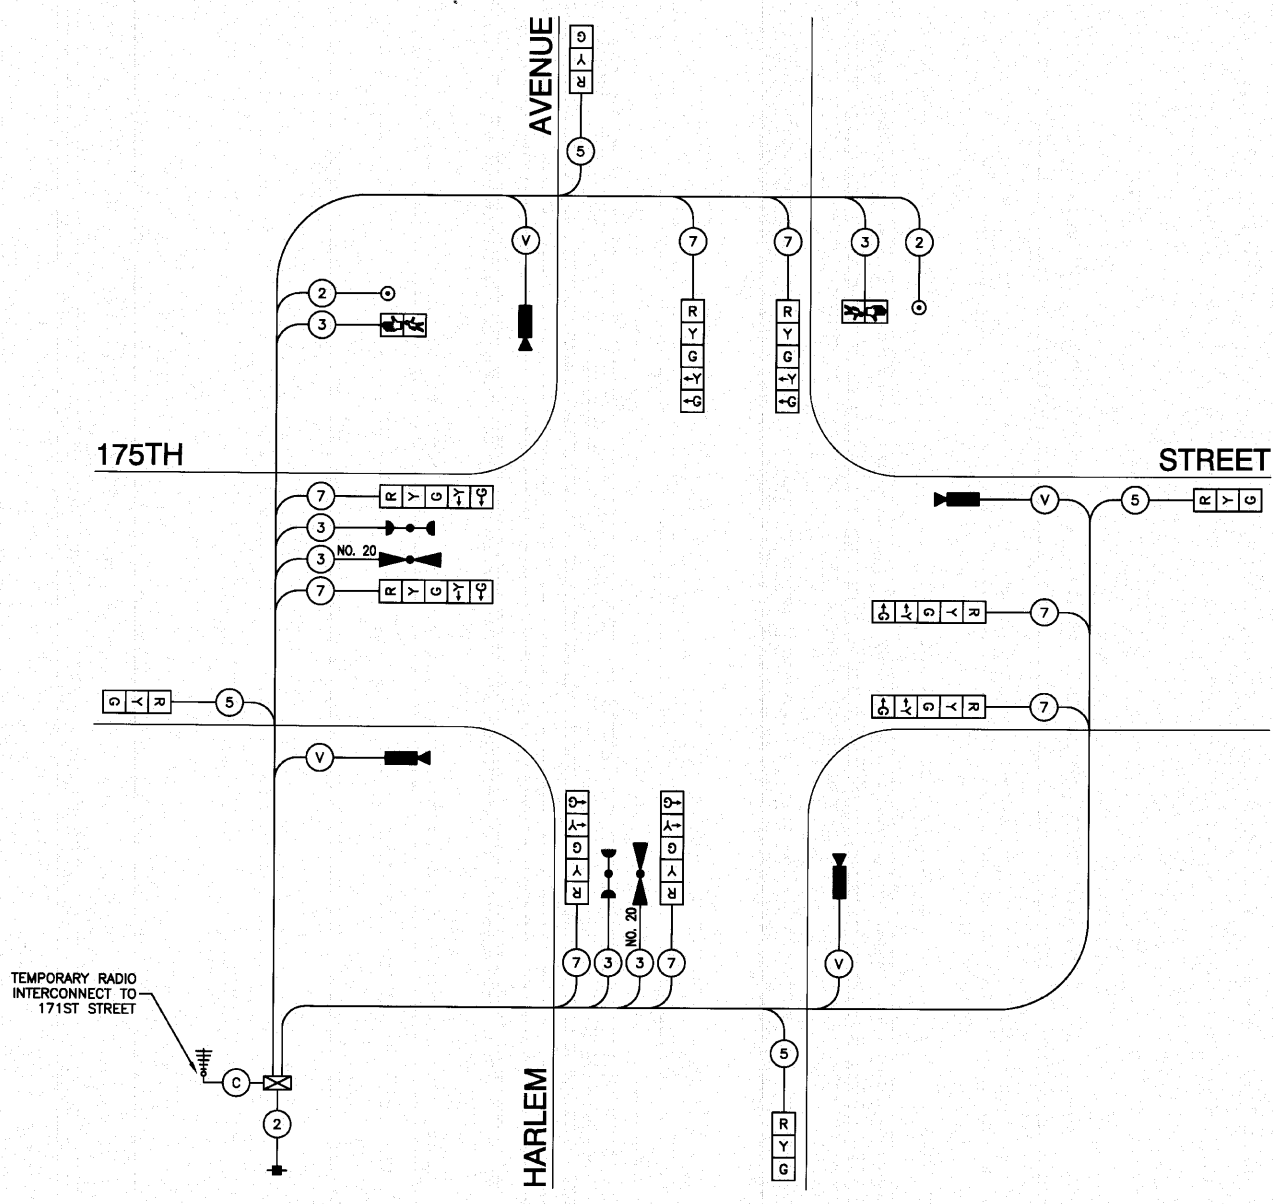 AVENUE
G
Y
R
5
V
7
7
3
2
2
3
R
Y
G
←Y
←G
R
Y
G
←Y
←G
175TH
STREET
7
R Y G ←Y ←G
V
5
R Y G
3
3
NO. 20
7
R Y G ←Y ←G
←G ←Y G Y R
7
G Y R
5
←G ←Y G Y R
7
V
←G
←Y
G
Y
R
←G
←Y
G
Y
R
NO. 20
7
3
3
7
V
TEMPORARY RADIO
INTERCONNECT TO
171ST STREET
C
5
2
HARLEM
R
Y
G